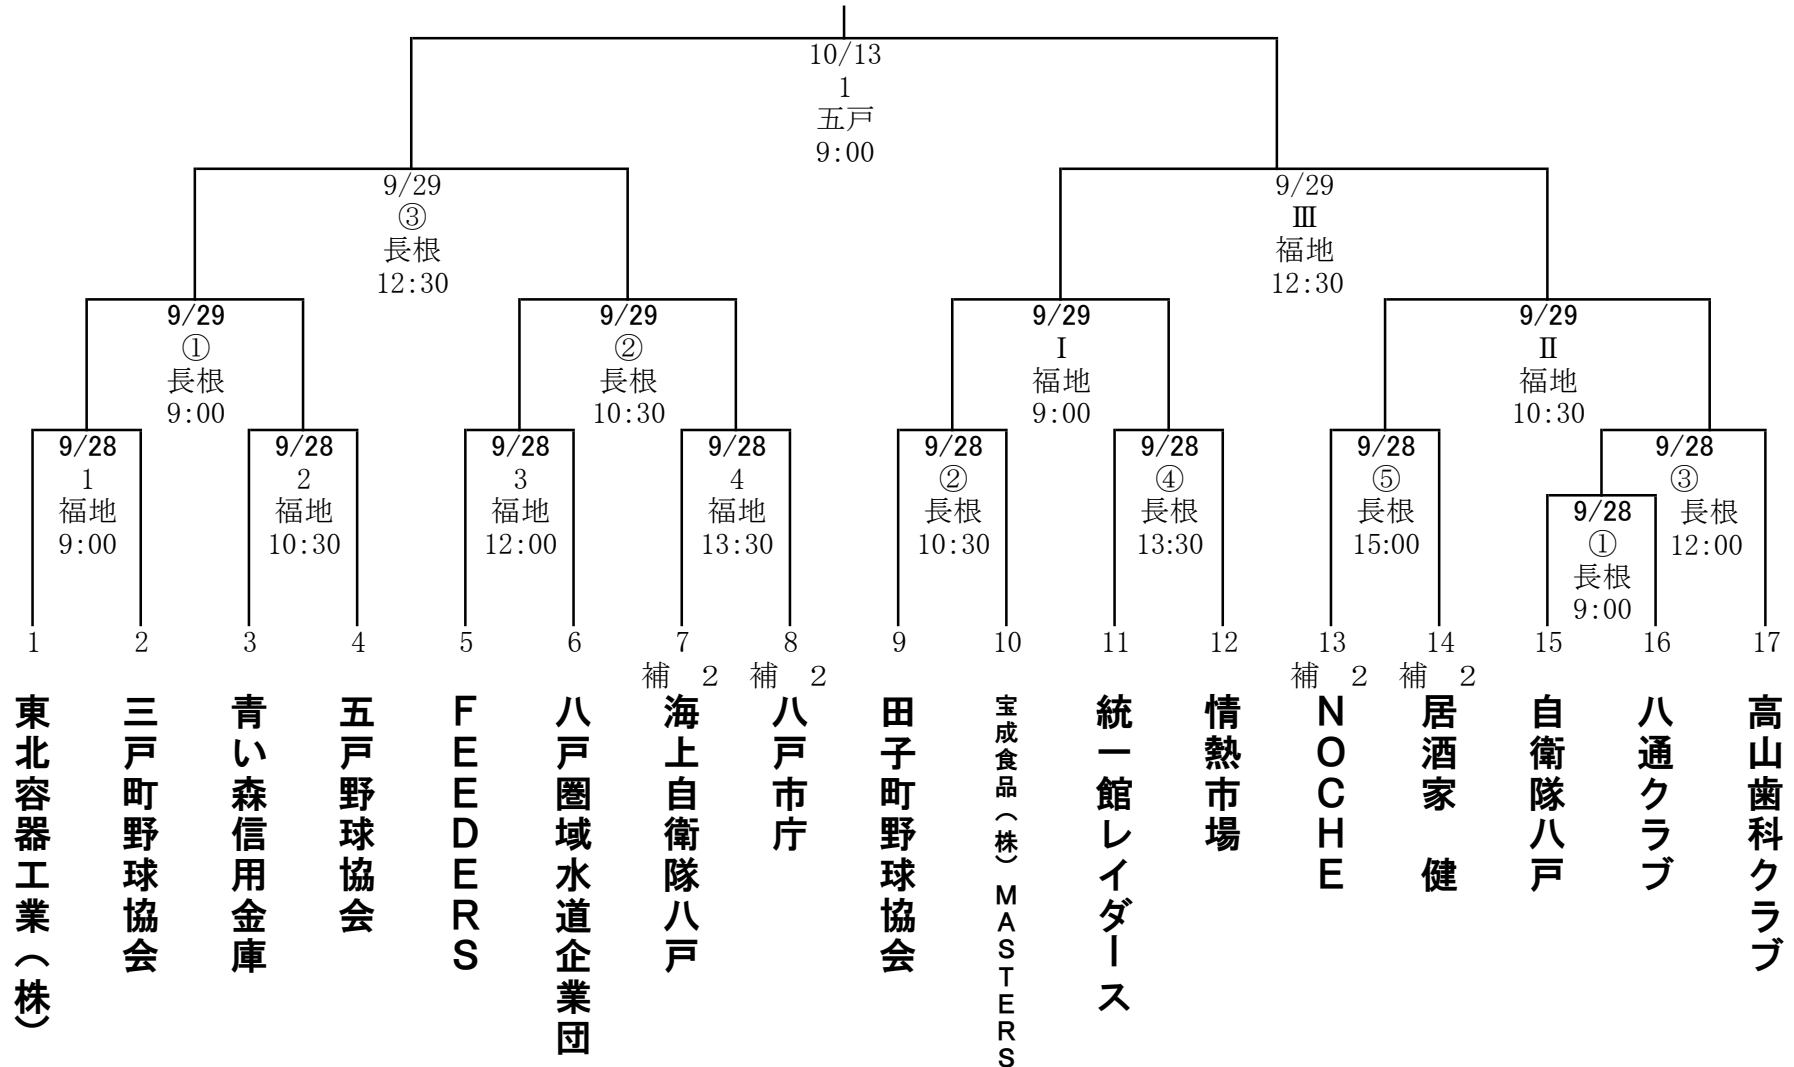 10/13
1
五戸
9:00
9/29
③
長根
12:30
9/29
Ⅲ
福地
12:30
9/29
①
長根
9:00
9/29
②
長根
10:30
9/29
Ⅰ
福地
9:00
9/29
Ⅱ
福地
10:30
9/28
1
福地
9:00
9/28
2
福地
10:30
9/28
3
福地
12:00
9/28
4
福地
13:30
9/28
②
長根
10:30
9/28
④
長根
13:30
9/28
⑤
長根
15:00
9/28
③
長根
12:00
9/28
①
長根
9:00
1
2
3
4
5
6
7
8
9
10
11
12
13
14
15
16
17
補 2
補 2
補 2
補 2
東北容器工業(株)
三戸町野球協会
青い森信用金庫
五戸野球協会
FEEDERS
八戸圏域水道企業団
海上自衛隊八戸
八戸市庁
田子町野球協会
宝成食品(株)MASTERS
統一館レイダース
情熱市場
NOCHE
居酒家 健
自衛隊八戸
八通クラブ
高山歯科クラブ